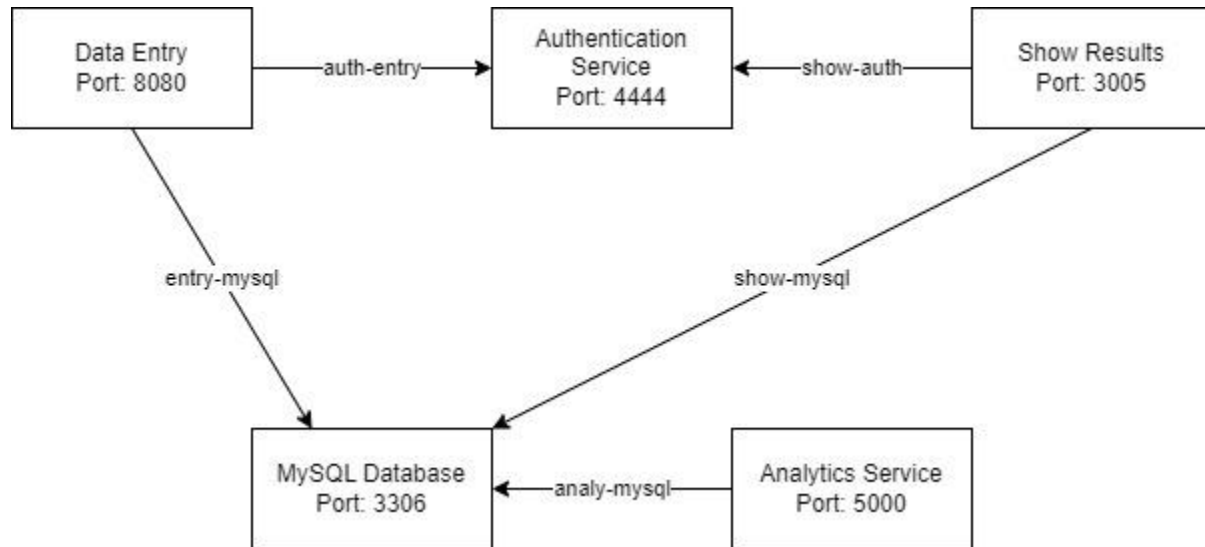 Data Entry
Port: 8080
auth-entry
Authentication
Service
Port: 4444
show-auth
Show Results
Port: 3005
entry-mysql
show-mysql
MySQL Database
Port: 3306
analy-mysql
Analytics Service
Port: 5000